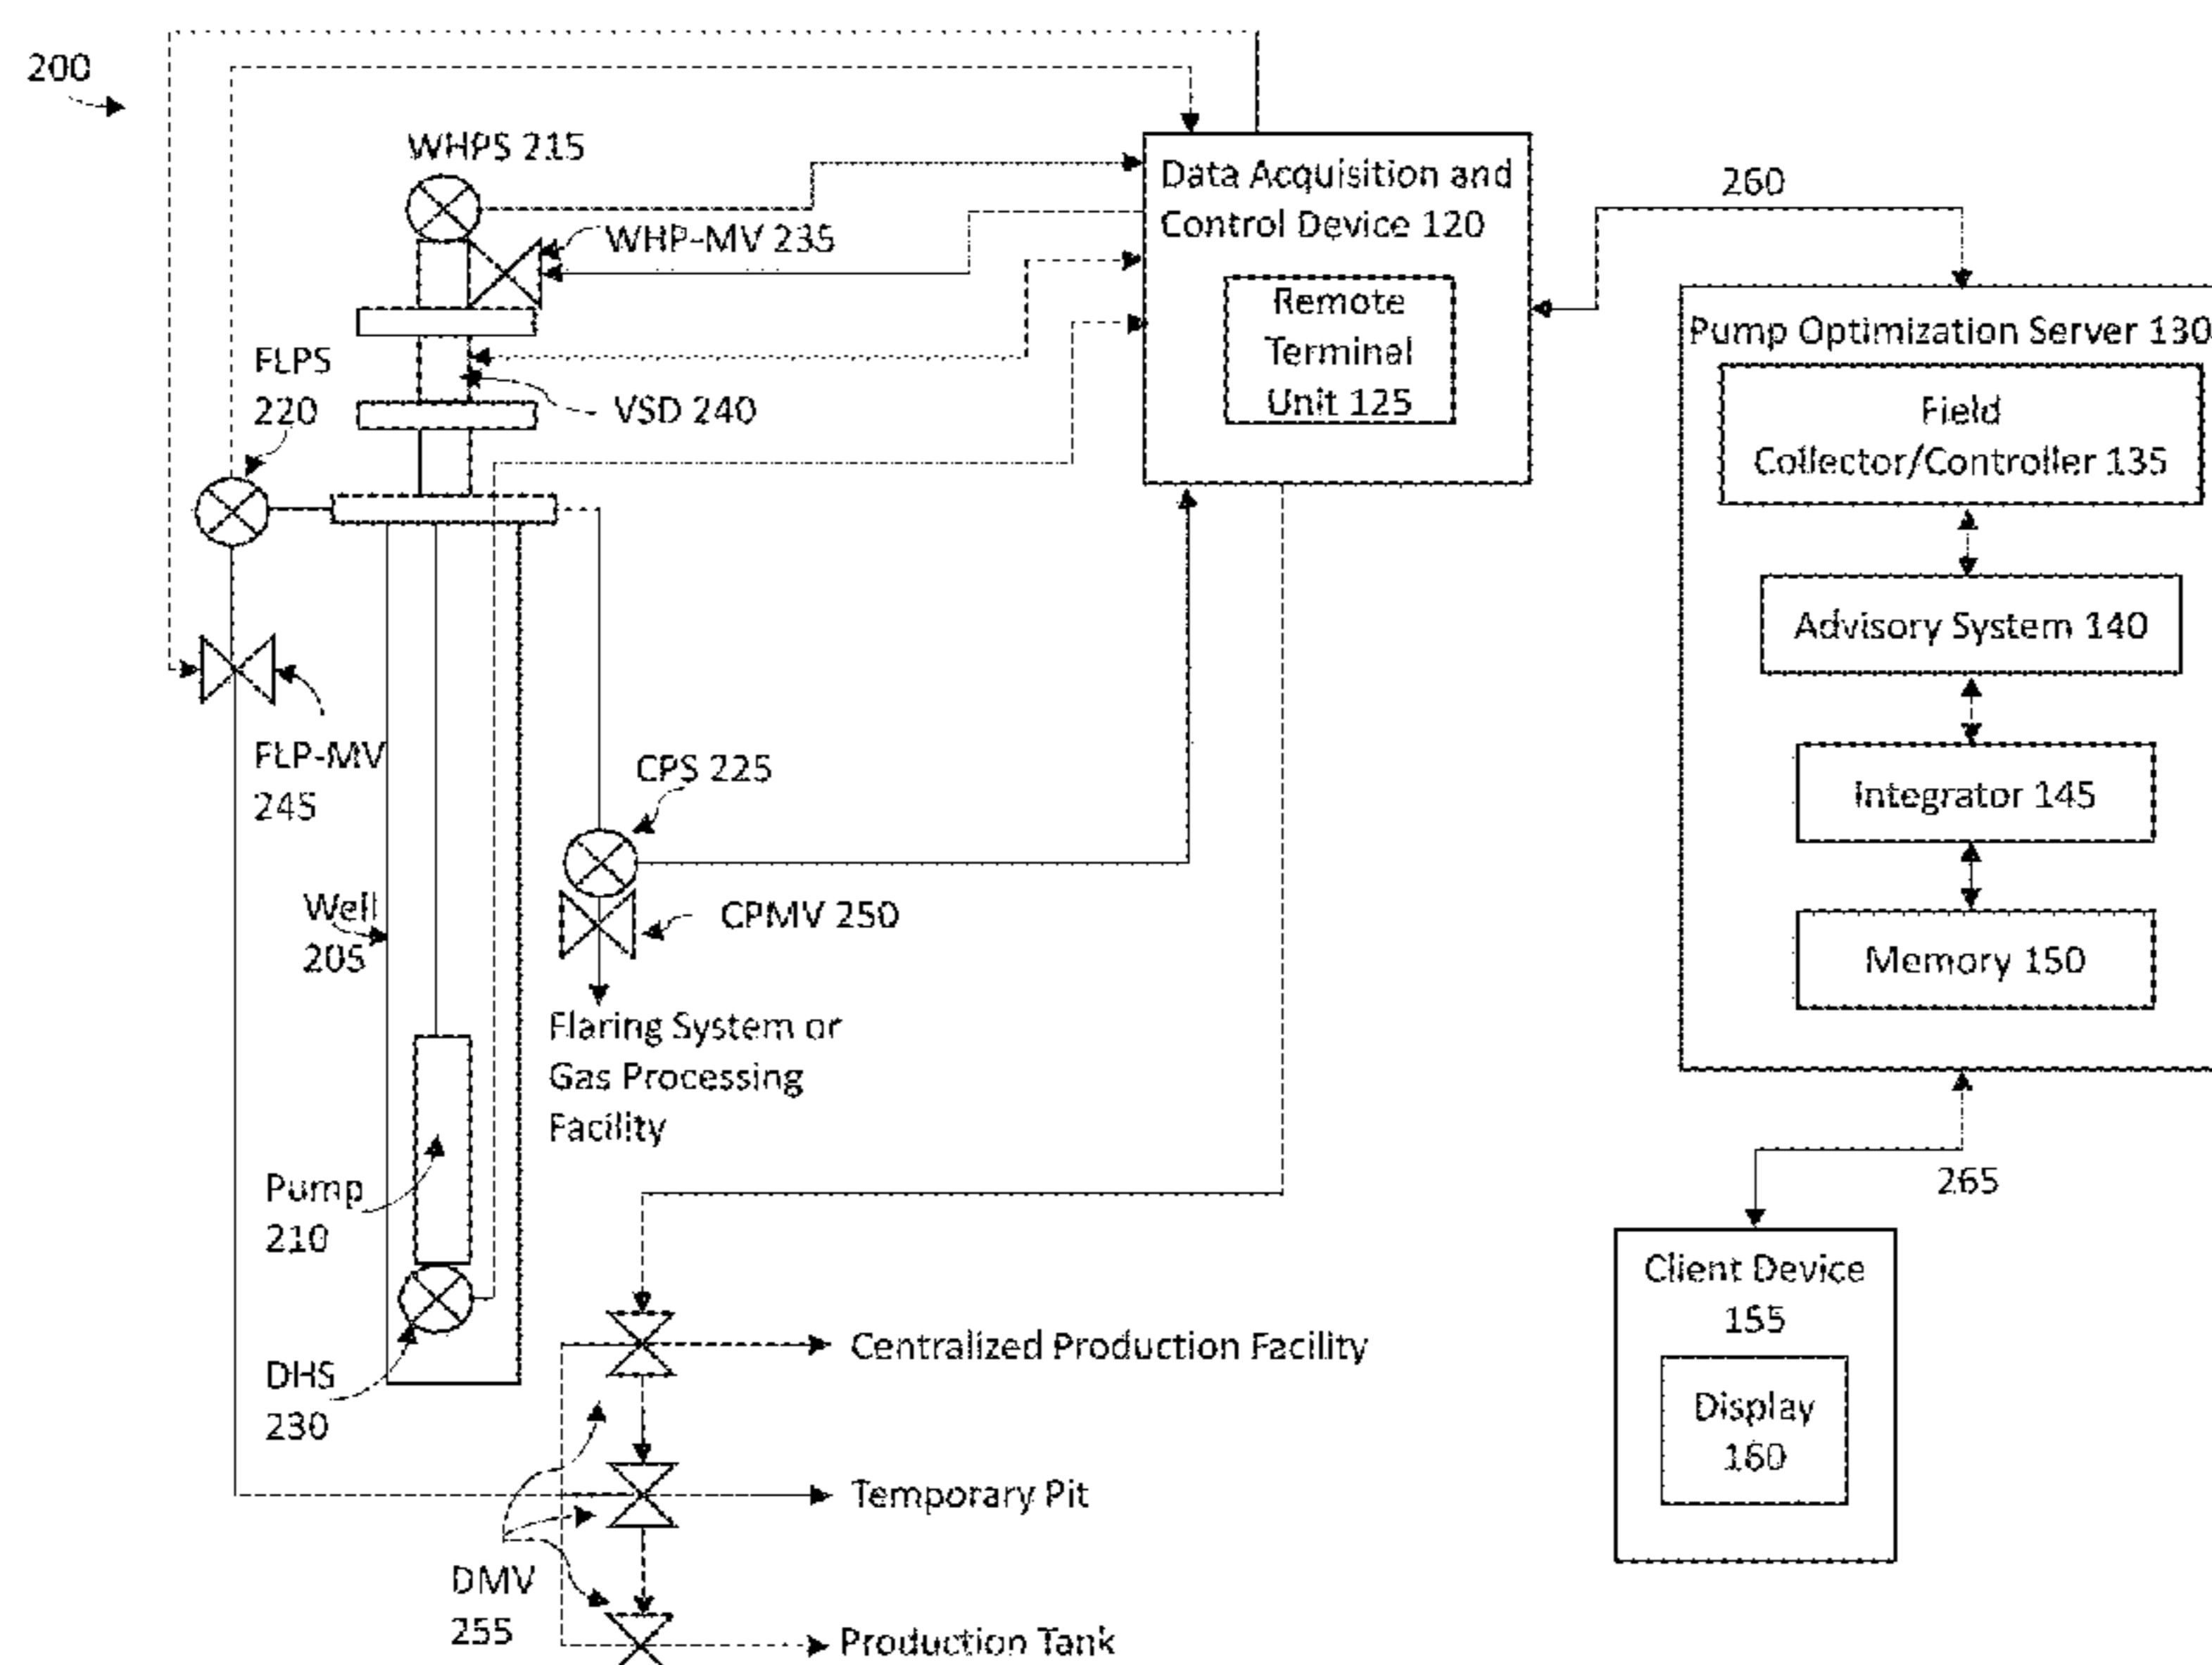 200
WHPS 215
WHP-MV 235
FLPS
220
VSD 240
Data Acquisition and
Control Device 120
Remote
Terminal
Unit 125
260
Pump Optimization Server 130
Field
Collector/Controller 135
Advisory System 140
Integrator 145
Memory 150
FLP-MV
245
CPS 225
CPMV 250
Well
205
Flaring System or
Gas Processing
Facility
Pump
210
DHS
230
265
Client Device
155
Display
160
Centralized Production Facility
Temporary Pit
DMV
255
Production Tank